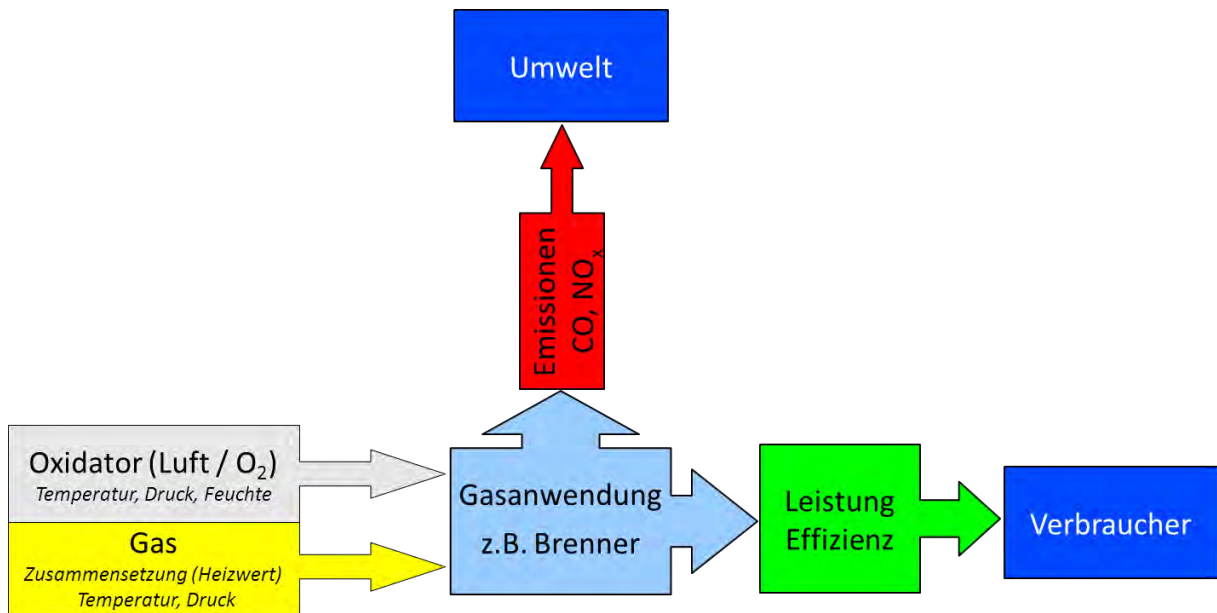 Umwelt
Emissionen
CO, NOₓ
Oxidator (Luft / O₂)
Temperatur, Druck, Feuchte
Gas
Zusammensetzung (Heizwert)
Temperatur, Druck
Gasanwendung
z.B. Brenner
Leistung
Effizienz
Verbraucher